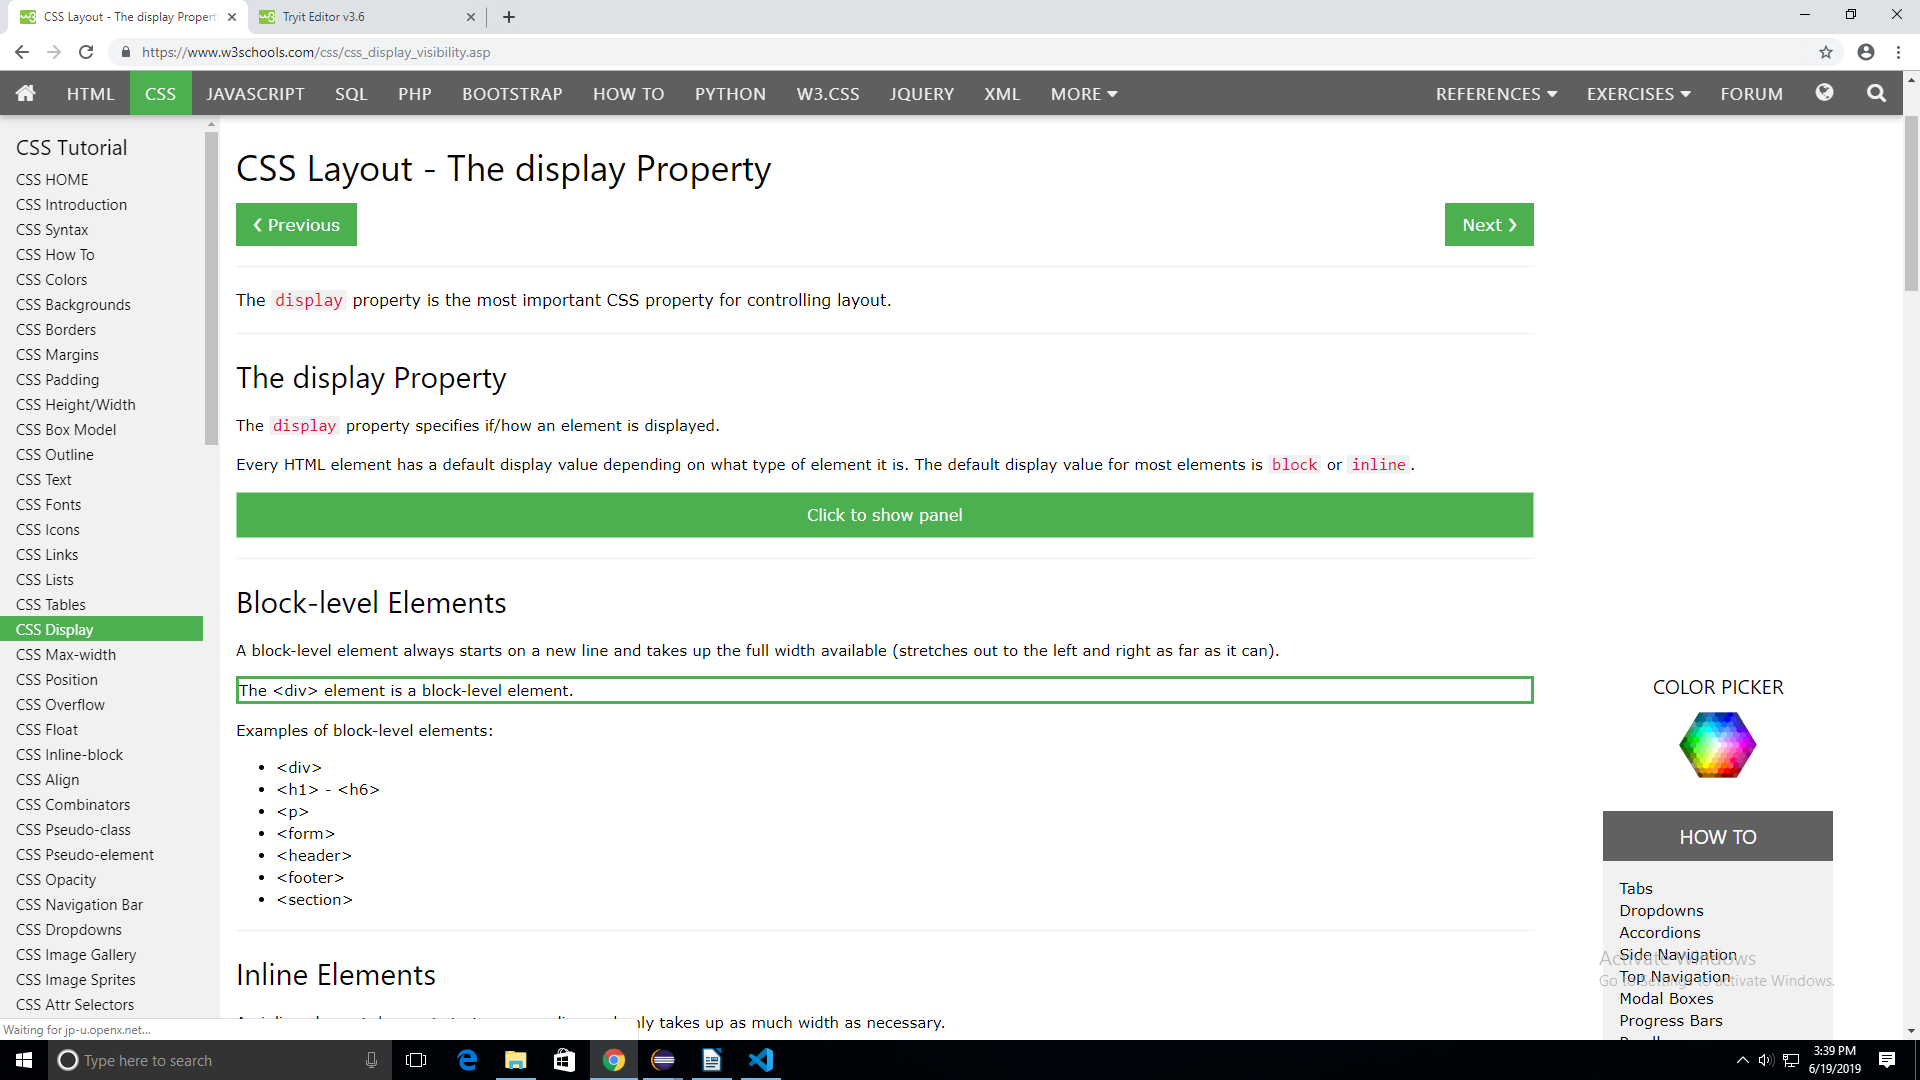 CSS Layout - The display Propert
Tryit Editor v3.6
https://www.w3schools.com/css/css_display_visibility.asp
HTML CSS JAVASCRIPT SQL PHP BOOTSTRAP HOW TO PYTHON W3.CSS JQUERY XML MORE REFERENCES EXERCISES FORUM
CSS Tutorial
CSS HOME
CSS Introduction
CSS Syntax
CSS How To
CSS Colors
CSS Backgrounds
CSS Borders
CSS Margins
CSS Padding
CSS Height/Width
CSS Box Model
CSS Outline
CSS Text
CSS Fonts
CSS Icons
CSS Links
CSS Lists
CSS Tables
CSS Display
CSS Max-width
CSS Position
CSS Overflow
CSS Float
CSS Inline-block
CSS Align
CSS Combinators
CSS Pseudo-class
CSS Pseudo-element
CSS Opacity
CSS Navigation Bar
CSS Dropdowns
CSS Image Gallery
CSS Image Sprites
CSS Attr Selectors
Waiting for jp-u.openx.net...
CSS Layout - The display Property
❮ Previous
Next ❯
The display property is the most important CSS property for controlling layout.
The display Property
The display property specifies if/how an element is displayed.
Every HTML element has a default display value depending on what type of element it is. The default display value for most elements is block or inline.
Click to show panel
Block-level Elements
A block-level element always starts on a new line and takes up the full width available (stretches out to the left and right as far as it can).
The <div> element is a block-level element.
Examples of block-level elements:
• <div>
• <h1> - <h6>
• <p>
• <form>
• <header>
• <footer>
• <section>
Inline Elements
only takes up as much width as necessary.
COLOR PICKER
HOW TO
Tabs
Dropdowns
Accordions
Side Navigation
Top Navigation
Modal Boxes
Progress Bars
Activate Windows
Go to Settings to activate Windows.
Type here to search
3:39 PM
6/19/2019